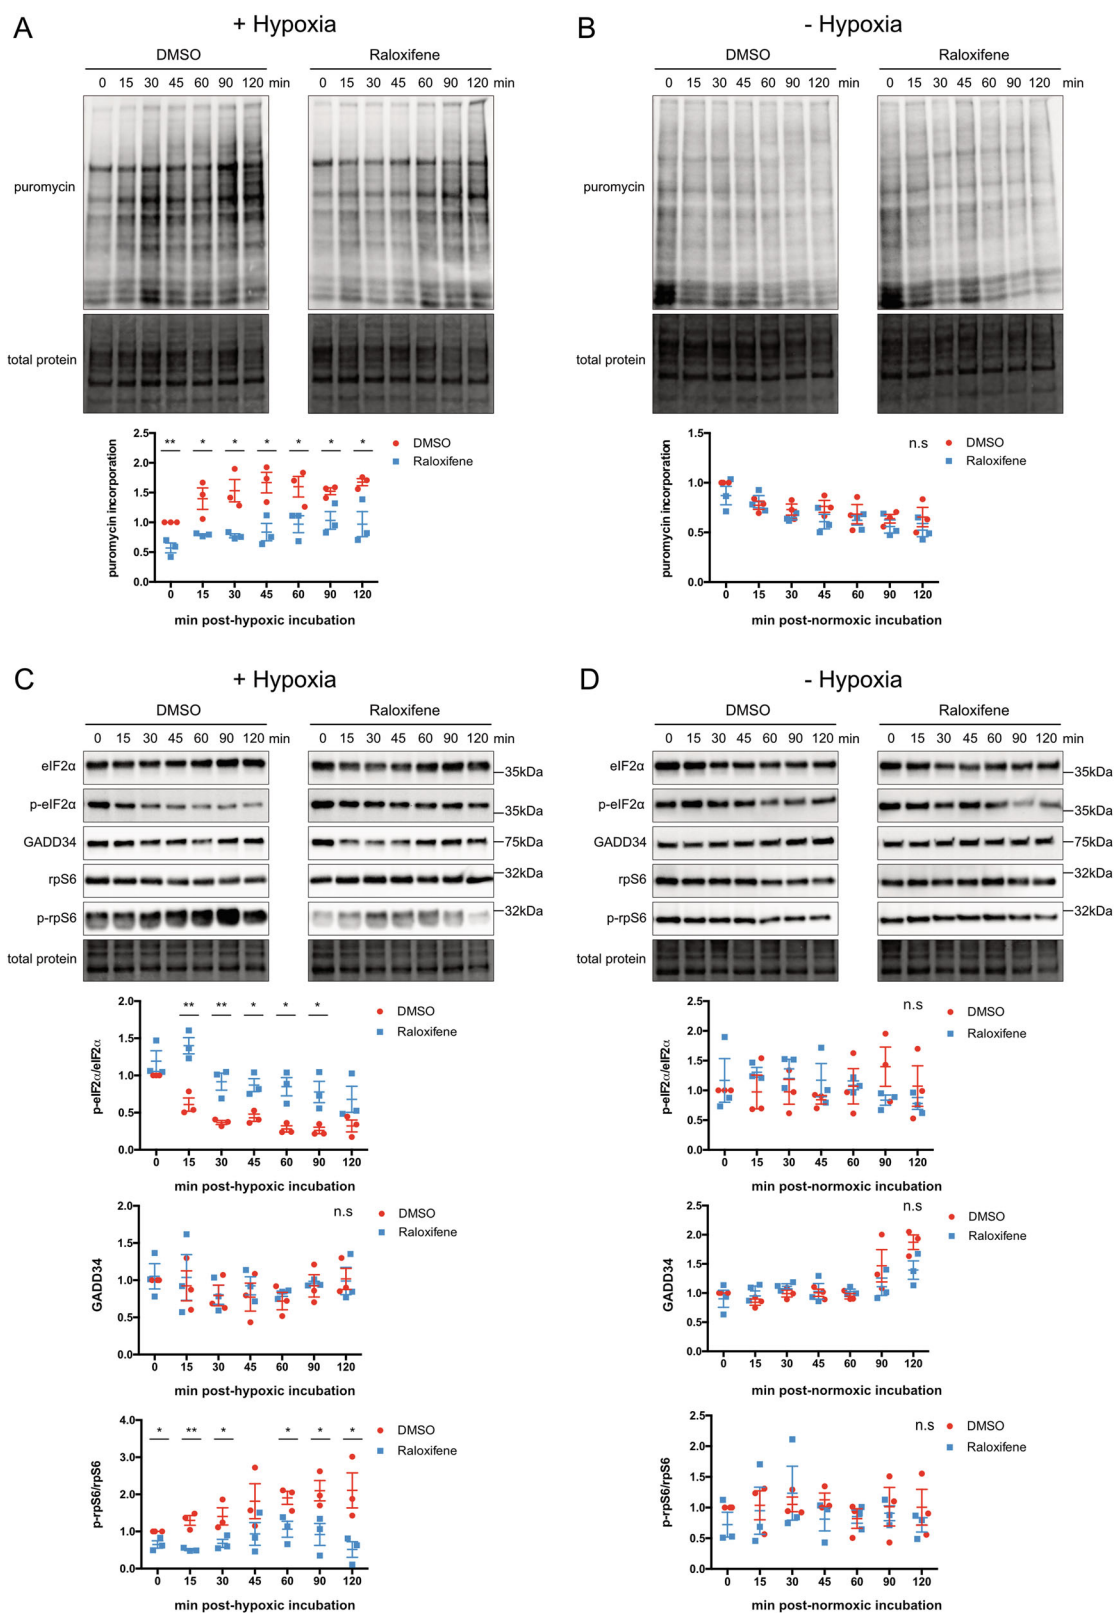 A
+ Hypoxia
DMSO
Raloxifene
0 15 30 45 60 90 120 min
0 15 30 45 60 90 120 min
puromycin
total protein
puromycin incorporation
2.5
2.0
1.5
1.0
0.5
0.0
** * * * * * *
DMSO
Raloxifene
0 15 30 45 60 90 120
min post-hypoxic incubation
B
- Hypoxia
DMSO
Raloxifene
0 15 30 45 60 90 120
0 15 30 45 60 90 120 min
puromycin
total protein
puromycin incorporation
1.5
1.0
0.5
0.0
n.s
DMSO
Raloxifene
0 15 30 45 60 90 120
min post-normoxic incubation
C
+ Hypoxia
DMSO
Raloxifene
0 15 30 45 60 90 120 min
0 15 30 45 60 90 120 min
eIF2α
35kDa
p-eIF2α
35kDa
GADD34
75kDa
rpS6
32kDa
p-rpS6
32kDa
total protein
p-eIF2α/eIF2α
2.0
1.5
1.0
0.5
0.0
** ** * * *
DMSO
Raloxifene
0 15 30 45 60 90 120
min post-hypoxic incubation
GADD34
2.0
1.5
1.0
0.5
0.0
n.s
DMSO
Raloxifene
0 15 30 45 60 90 120
min post-hypoxic incubation
p-rpS6/rpS6
4.0
3.0
2.0
1.0
0.0
* ** * * * *
DMSO
Raloxifene
0 15 30 45 60 90 120
min post-hypoxic incubation
D
- Hypoxia
DMSO
Raloxifene
0 15 30 45 60 90 120
0 15 30 45 60 90 120 min
eIF2α
35kDa
p-eIF2α
35kDa
GADD34
75kDa
rpS6
32kDa
p-rpS6
32kDa
total protein
p-eIF2α/eIF2α
2.0
1.5
1.0
0.5
0.0
n.s
DMSO
Raloxifene
0 15 30 45 60 90 120
min post-normoxic incubation
GADD34
2.5
2.0
1.5
1.0
0.5
0.0
n.s
DMSO
Raloxifene
0 15 30 45 60 90 120
min post-normoxic incubation
p-rpS6/rpS6
2.5
2.0
1.5
1.0
0.5
0.0
n.s
DMSO
Raloxifene
0 15 30 45 60 90 120
min post-normoxic incubation